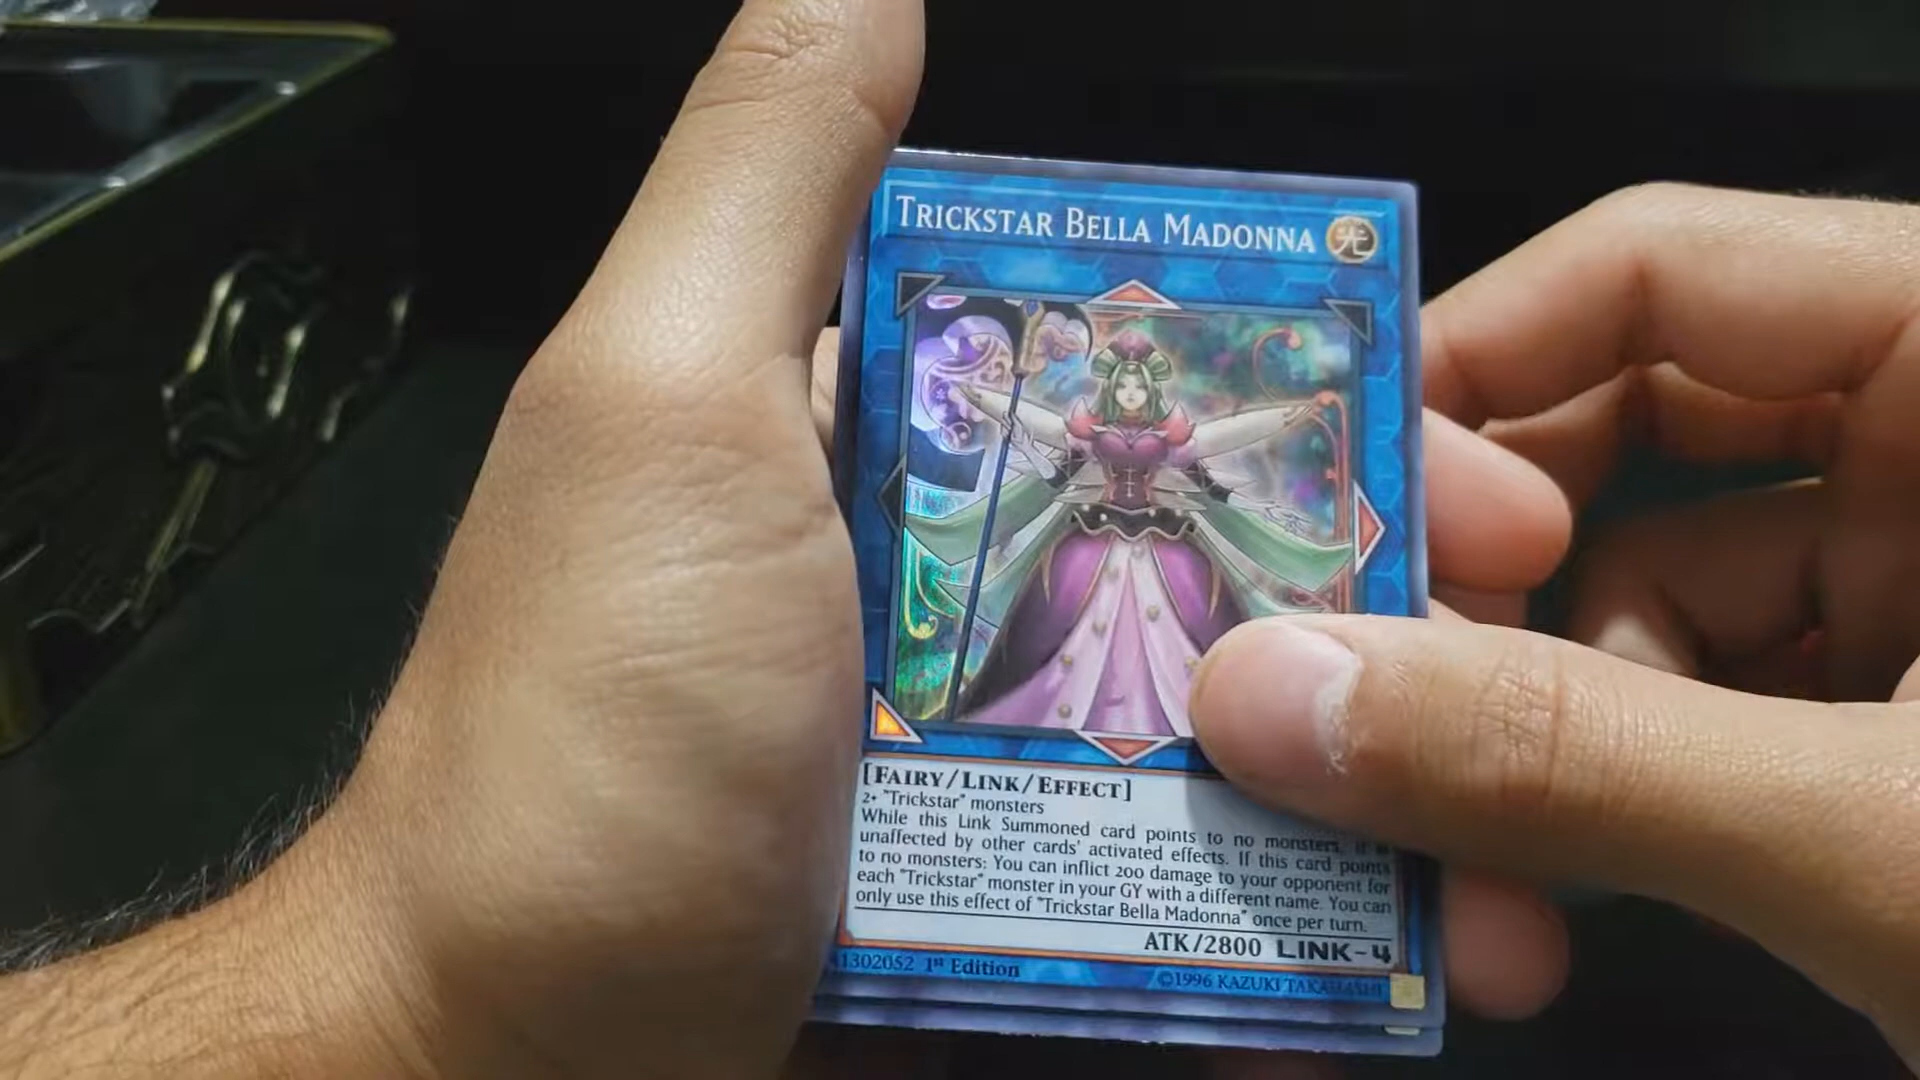 TRICKSTAR BELLA MADONNA 光
[FAIRY/LINK/EFFECT]
2+ "Trickstar" monsters
While this Link Summoned card points to no monsters, it is
unaffected by other cards' activated effects. If this card points
to no monsters: You can inflict 200 damage to your opponent for
each "Trickstar" monster in your GY with a different name. You can
only use this effect of "Trickstar Bella Madonna" once per turn.
ATK/2800 LINK-4
1302052 1st Edition
©1996 KAZUKI TAKAHASHI